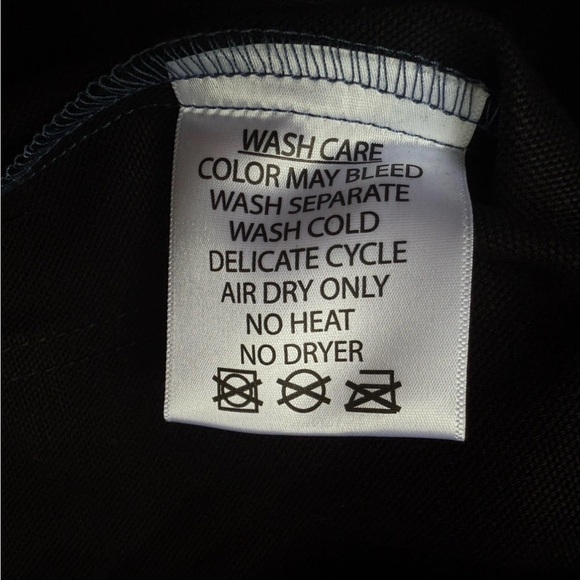 WASH CARE
COLOR MAY BLEED
WASH SEPARATE
WASH COLD
DELICATE CYCLE
AIR DRY ONLY
NO HEAT
NO DRYER